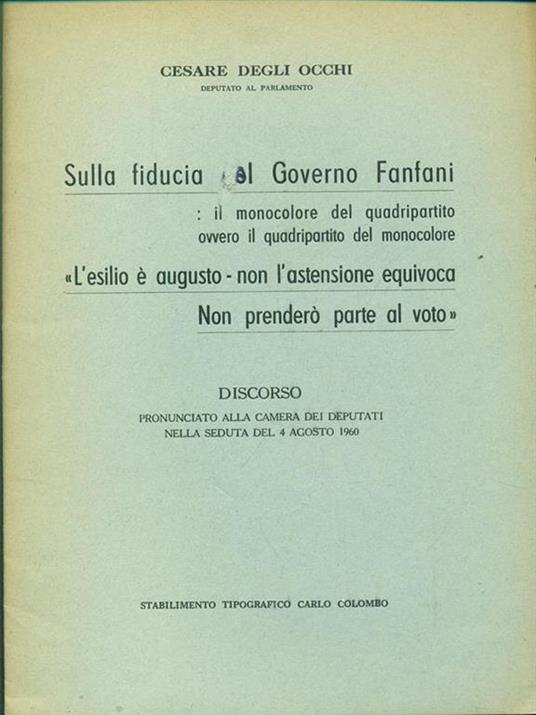 CESARE DEGLI OCCHI
DEPUTATO AL PARLAMENTO
Sulla fiducia al Governo Fanfani
: il monocolore del quadripartito
ovvero il quadripartito del monocolore
«L'esilio è augusto - non l'astensione equivoca
Non prenderò parte al voto»
DISCORSO
PRONUNCIATO ALLA CAMERA DEI DEPUTATI
NELLA SEDUTA DEL 4 AGOSTO 1960
STABILIMENTO TIPOGRAFICO CARLO COLOMBO